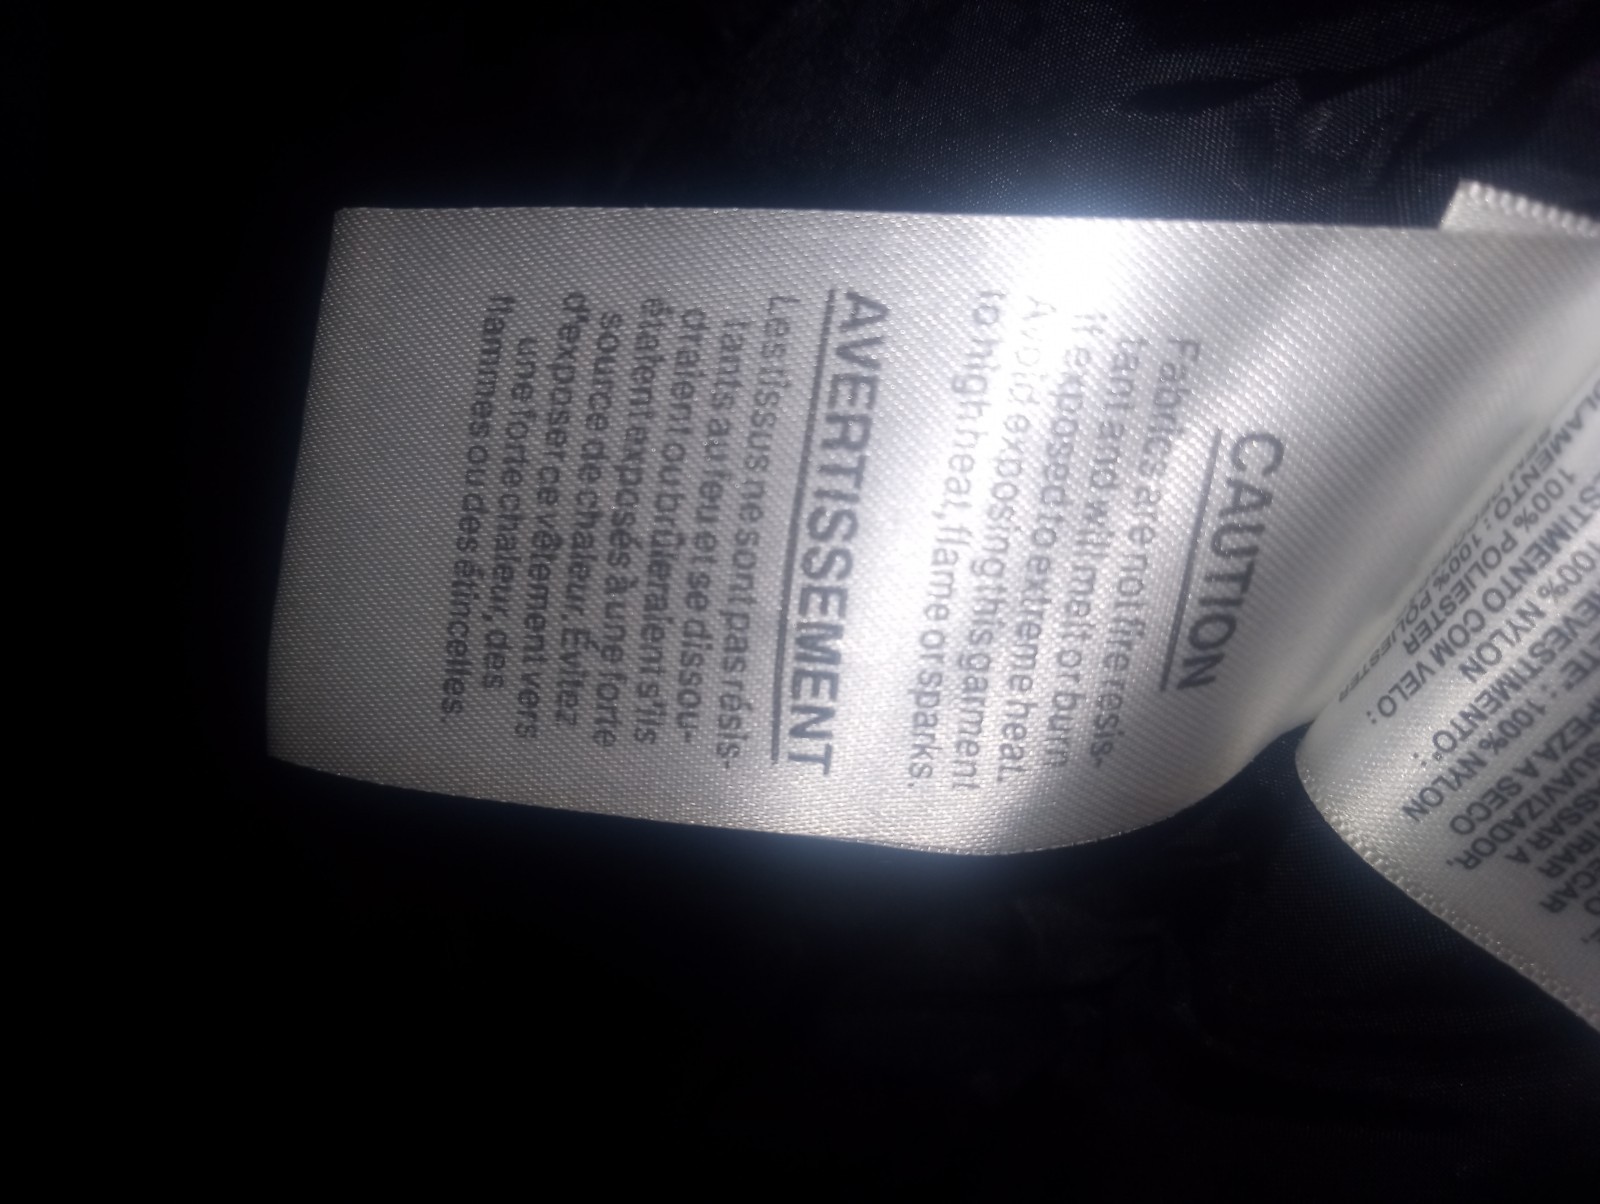 CAUTION
Fabrics are not fire resis-
tant and will melt or burn
if exposed to extreme heat.
Avoid exposing this garment
to high heat, flame or sparks.
AVERTISSEMENT
Les tissus ne sont pas résis-
tants au feu et se dissou-
draient ou brûleraient s'ils
étaient exposés à une forte
source de chaleur. Évitez
d'exposer ce vêtement vers
une forte chaleur, des
flammes ou des étincelles.
100% NYLON
VESTIMENTO COM VELO :
100% POLIESTER
100% POLIESTER